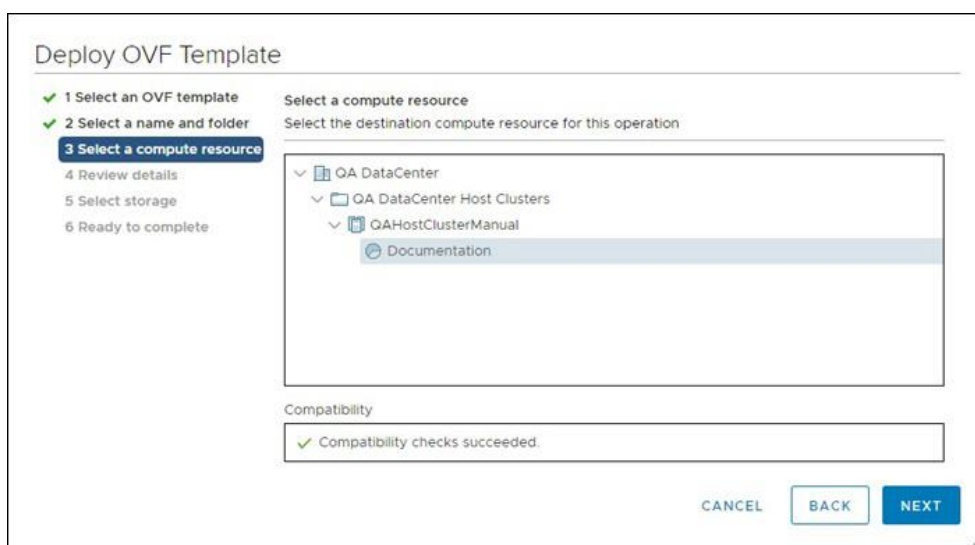 Deploy OVF Template
1 Select an OVF template
2 Select a name and folder
3 Select a compute resource
4 Review details
5 Select storage
6 Ready to complete
Select a compute resource
Select the destination compute resource for this operation
QA DataCenter
QA DataCenter Host Clusters
QAHostClusterManual
Documentation
Compatibility
Compatibility checks succeeded.
CANCEL
BACK
NEXT